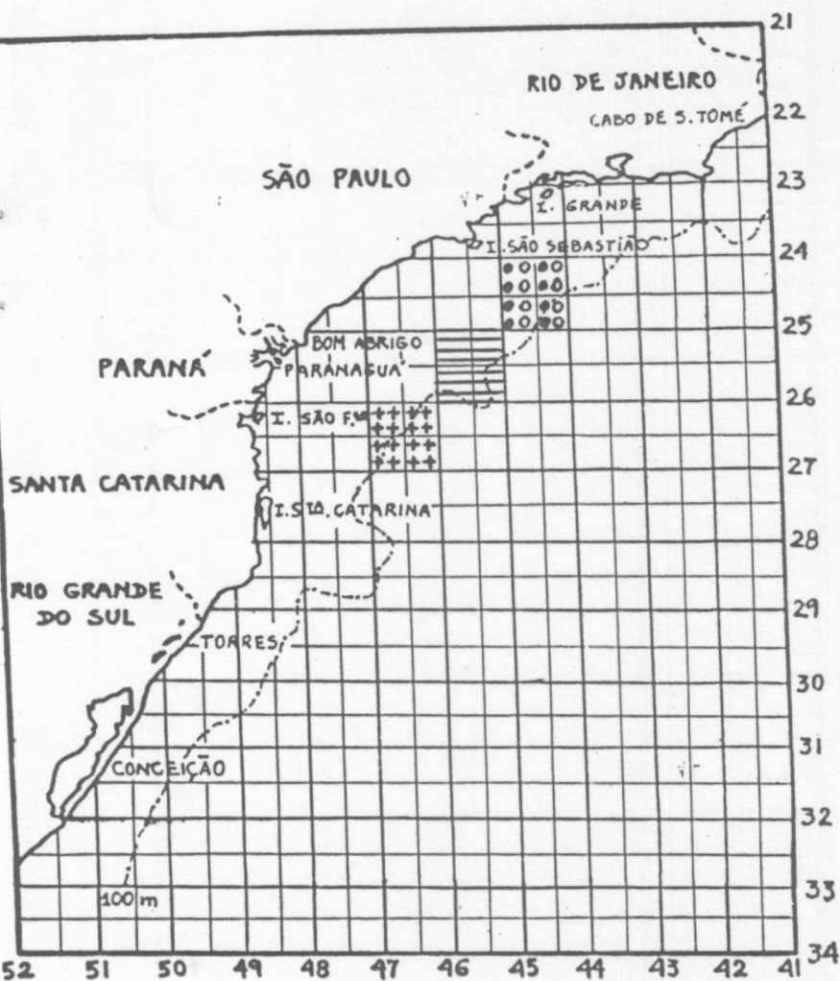 21
RIO DE JANEIRO
CABO DE S. TOMÉ
22
SÃO PAULO
23
I. GRANDE
I. SÃO SEBASTIÃO
24
25
BOM ABRIGO
PARANÁ
PARANAGUA
26
I. SÃO F.co
27
SANTA CATARINA
I. STA. CATARINA
28
RIO GRANDE
DO SUL
29
TORRES
30
31
CONCEIÇÃO
32
33
100 m
34
52 51 50 49 48 47 46 45 44 43 42 41